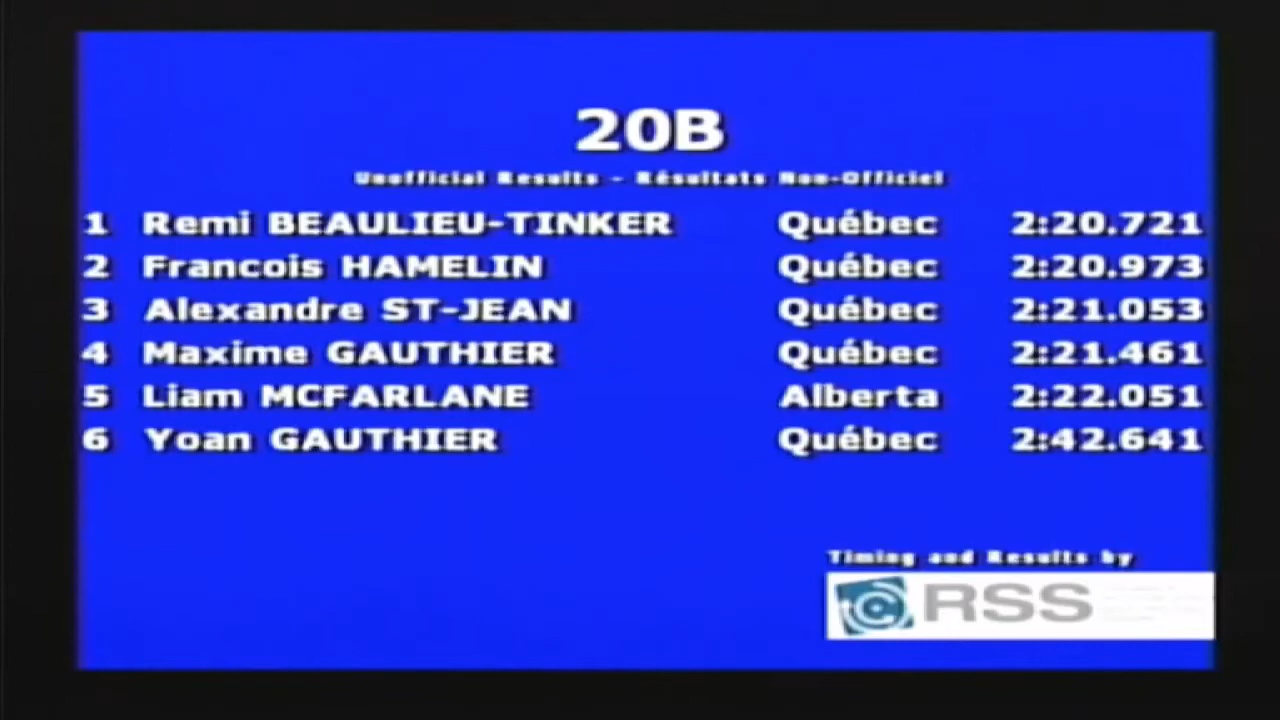 20B
Unofficial Results - Résultats Non-Officiel
1 Remi BEAULIEU-TINKER Québec 2:20.721
2 Francois HAMELIN Québec 2:20.973
3 Alexandre ST-JEAN Québec 2:21.053
4 Maxime GAUTHIER Québec 2:21.461
5 Liam MCFARLANE Alberta 2:22.051
6 Yoan GAUTHIER Québec 2:42.641
Timing and Results by
RSS